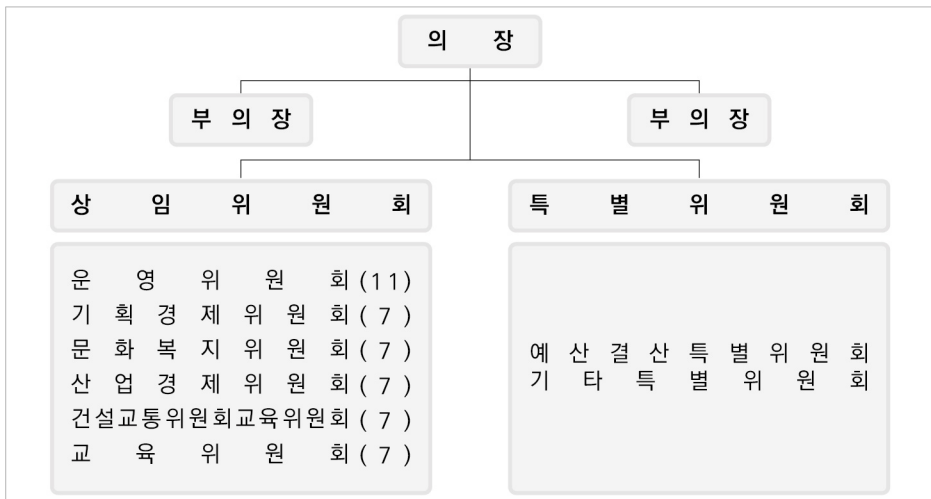 의 장
부 의 장
부 의 장
상 임 위 원 회
특 별 위 원 회
운 영 위 원 회 (11)
기 획 경 제 위 원 회 ( 7 )
문 화 복 지 위 원 회 ( 7 )
산 업 경 제 위 원 회 ( 7 )
건설교통위원회교육위원회 ( 7 )
교 육 위 원 회 ( 7 )
예 산 결 산 특 별 위 원 회
기 타 특 별 위 원 회